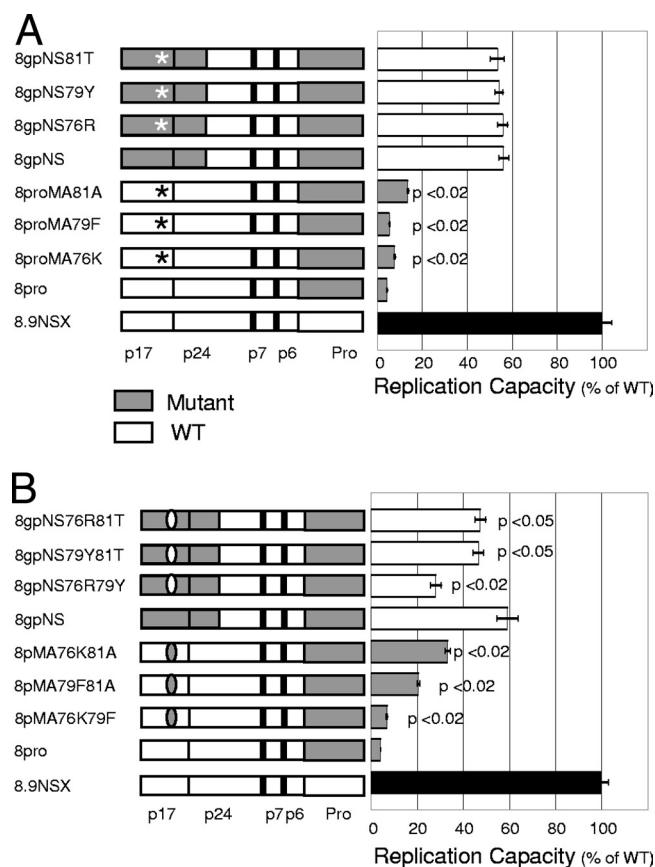 A
8gpNS81T
8gpNS79Y
8gpNS76R
8gpNS
8proMA81A p <0.02
8proMA79F p <0.02
8proMA76K p <0.02
8pro
8.9NSX
p17 p24 p7 p6 Pro
0 20 40 60 80 100
Replication Capacity (% of WT)
Mutant
WT
B
8gpNS76R81T p <0.05
8gpNS79Y81T p <0.05
8gpNS76R79Y p <0.02
8gpNS
8pMA76K81A p <0.02
8pMA79F81A p <0.02
8pMA76K79F p <0.02
8pro
8.9NSX
p17 p24 p7 p6 Pro
0 20 40 60 80 100
Replication Capacity (% of WT)